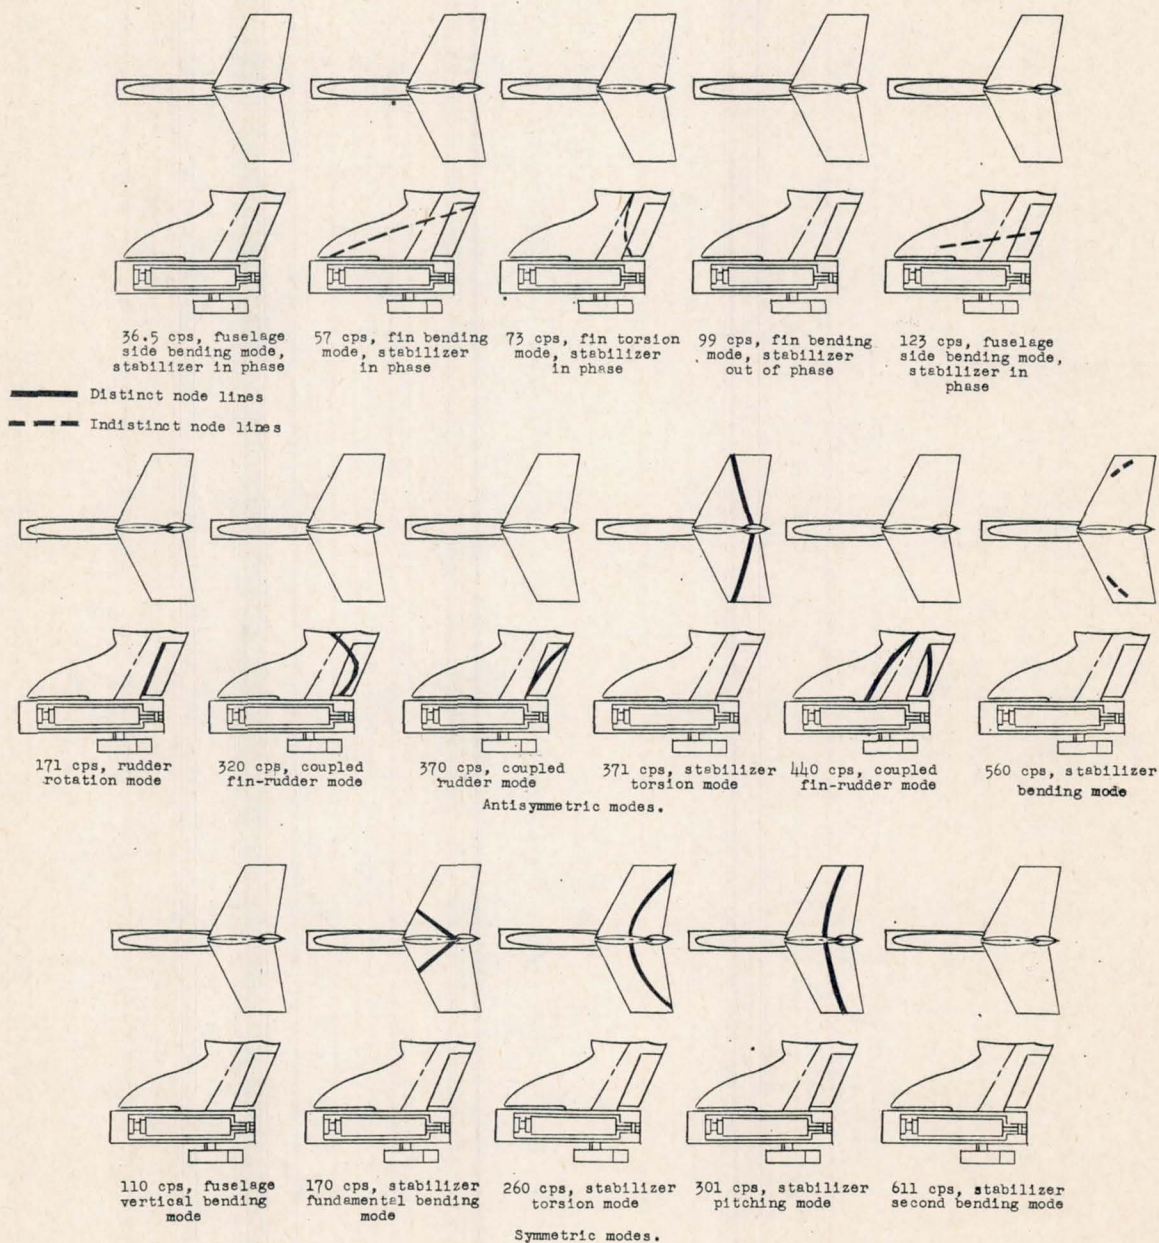 36.5 cps, fuselage
side bending mode,
stabilizer in phase
57 cps, fin bending
mode, stabilizer
in phase
73 cps, fin torsion
mode, stabilizer
in phase
99 cps, fin bending
mode, stabilizer
out of phase
123 cps, fuselage
side bending mode,
stabilizer in
phase
Distinct node lines
Indistinct node lines
171 cps, rudder
rotation mode
320 cps, coupled
fin-rudder mode
370 cps, coupled
rudder mode
371 cps, stabilizer
torsion mode
440 cps, coupled
fin-rudder mode
560 cps, stabilizer
bending mode
Antisymmetric modes.
110 cps, fuselage
vertical bending
mode
170 cps, stabilizer
fundamental bending
mode
260 cps, stabilizer
torsion mode
301 cps, stabilizer
pitching mode
611 cps, stabilizer
second bending mode
Symmetric modes.